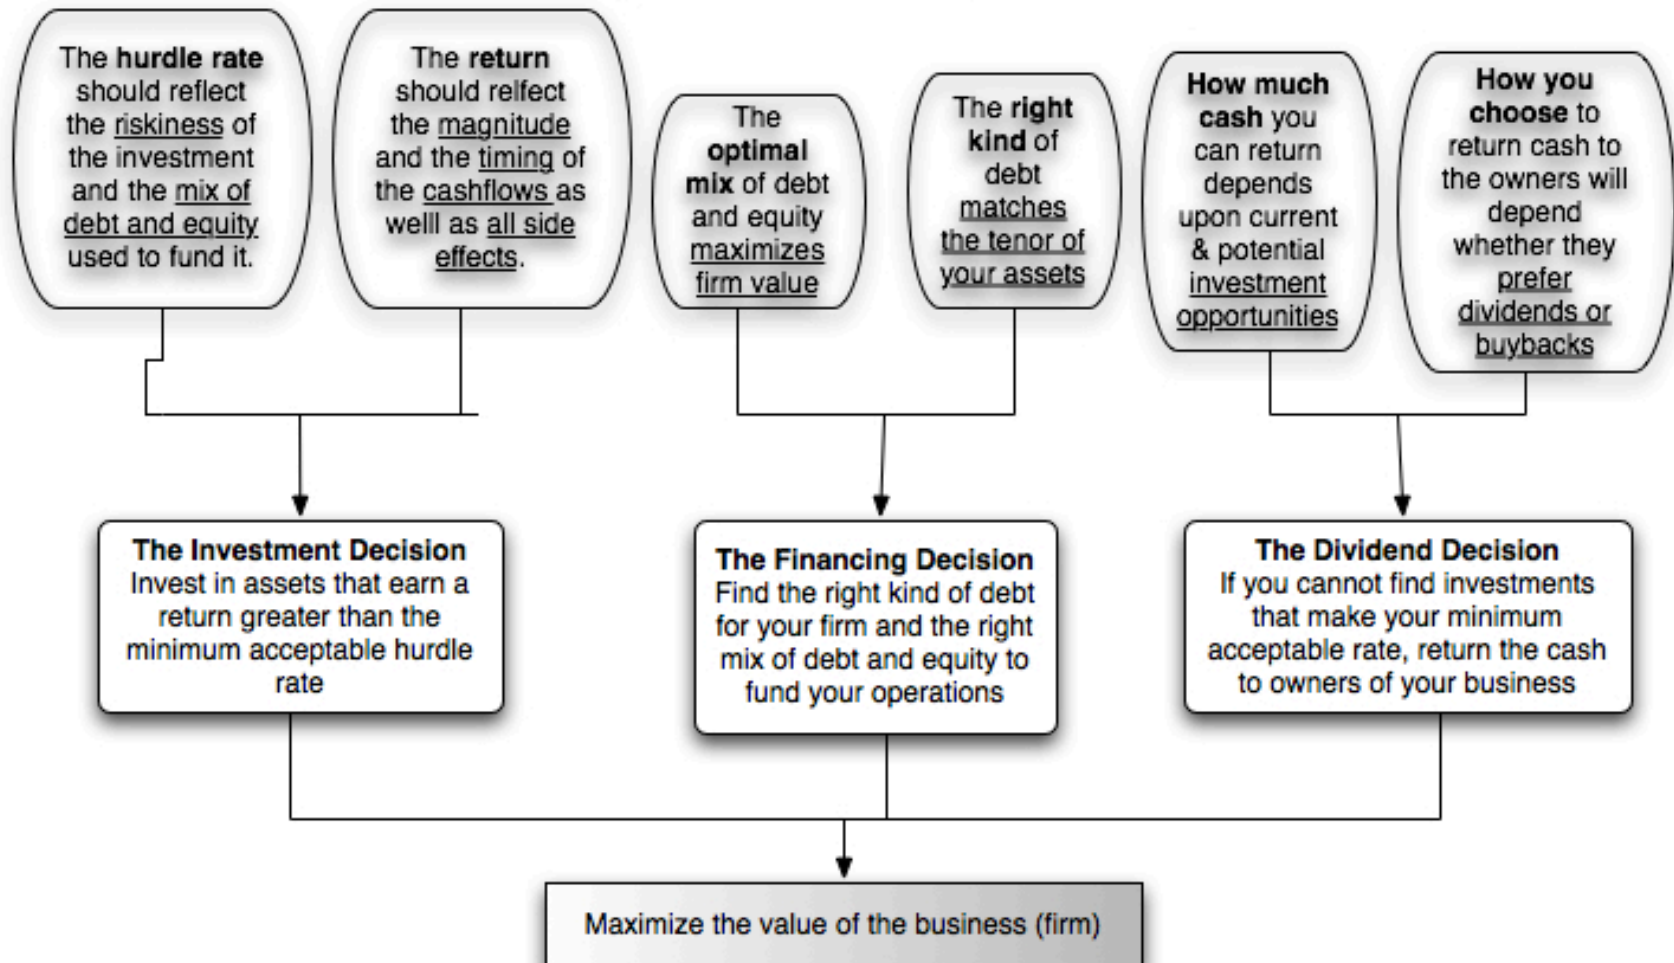 The hurdle rate
should reflect
the riskiness of
the investment
and the mix of
debt and equity
used to fund it.
The return
should relfect
the magnitude
and the timing of
the cashflows as
welll as all side
effects.
The
optimal
mix of debt
and equity
maximizes
firm value
The right
kind of
debt
matches
the tenor of
your assets
How much
cash you
can return
depends
upon current
& potential
investment
opportunities
How you
choose to
return cash to
the owners will
depend
whether they
prefer
dividends or
buybacks
The Investment Decision
Invest in assets that earn a
return greater than the
minimum acceptable hurdle
rate
The Financing Decision
Find the right kind of debt
for your firm and the right
mix of debt and equity to
fund your operations
The Dividend Decision
If you cannot find investments
that make your minimum
acceptable rate, return the cash
to owners of your business
Maximize the value of the business (firm)